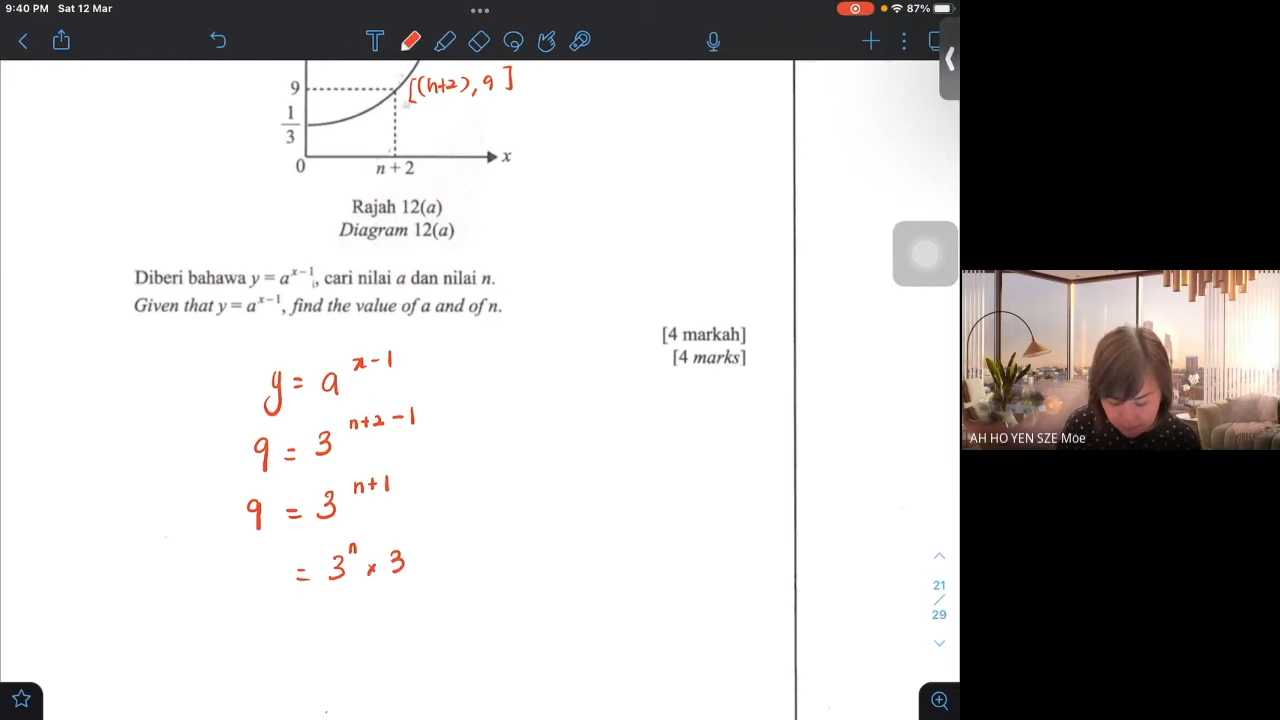 9:40 PM Sat 12 Mar
87%
9 [(n+2), 9]
1
3
0 n + 2 x
Rajah 12(a)
Diagram 12(a)
Diberi bahawa y = a^{x−1}, cari nilai a dan nilai n.
Given that y = a^{x−1}, find the value of a and of n.
[4 markah]
[4 marks]
y = a^{x−1}
9 = 3^{n+2−1}
9 = 3^{n+1}
= 3^{n} × 3
AH HO YEN SZE Moe
21
/
29